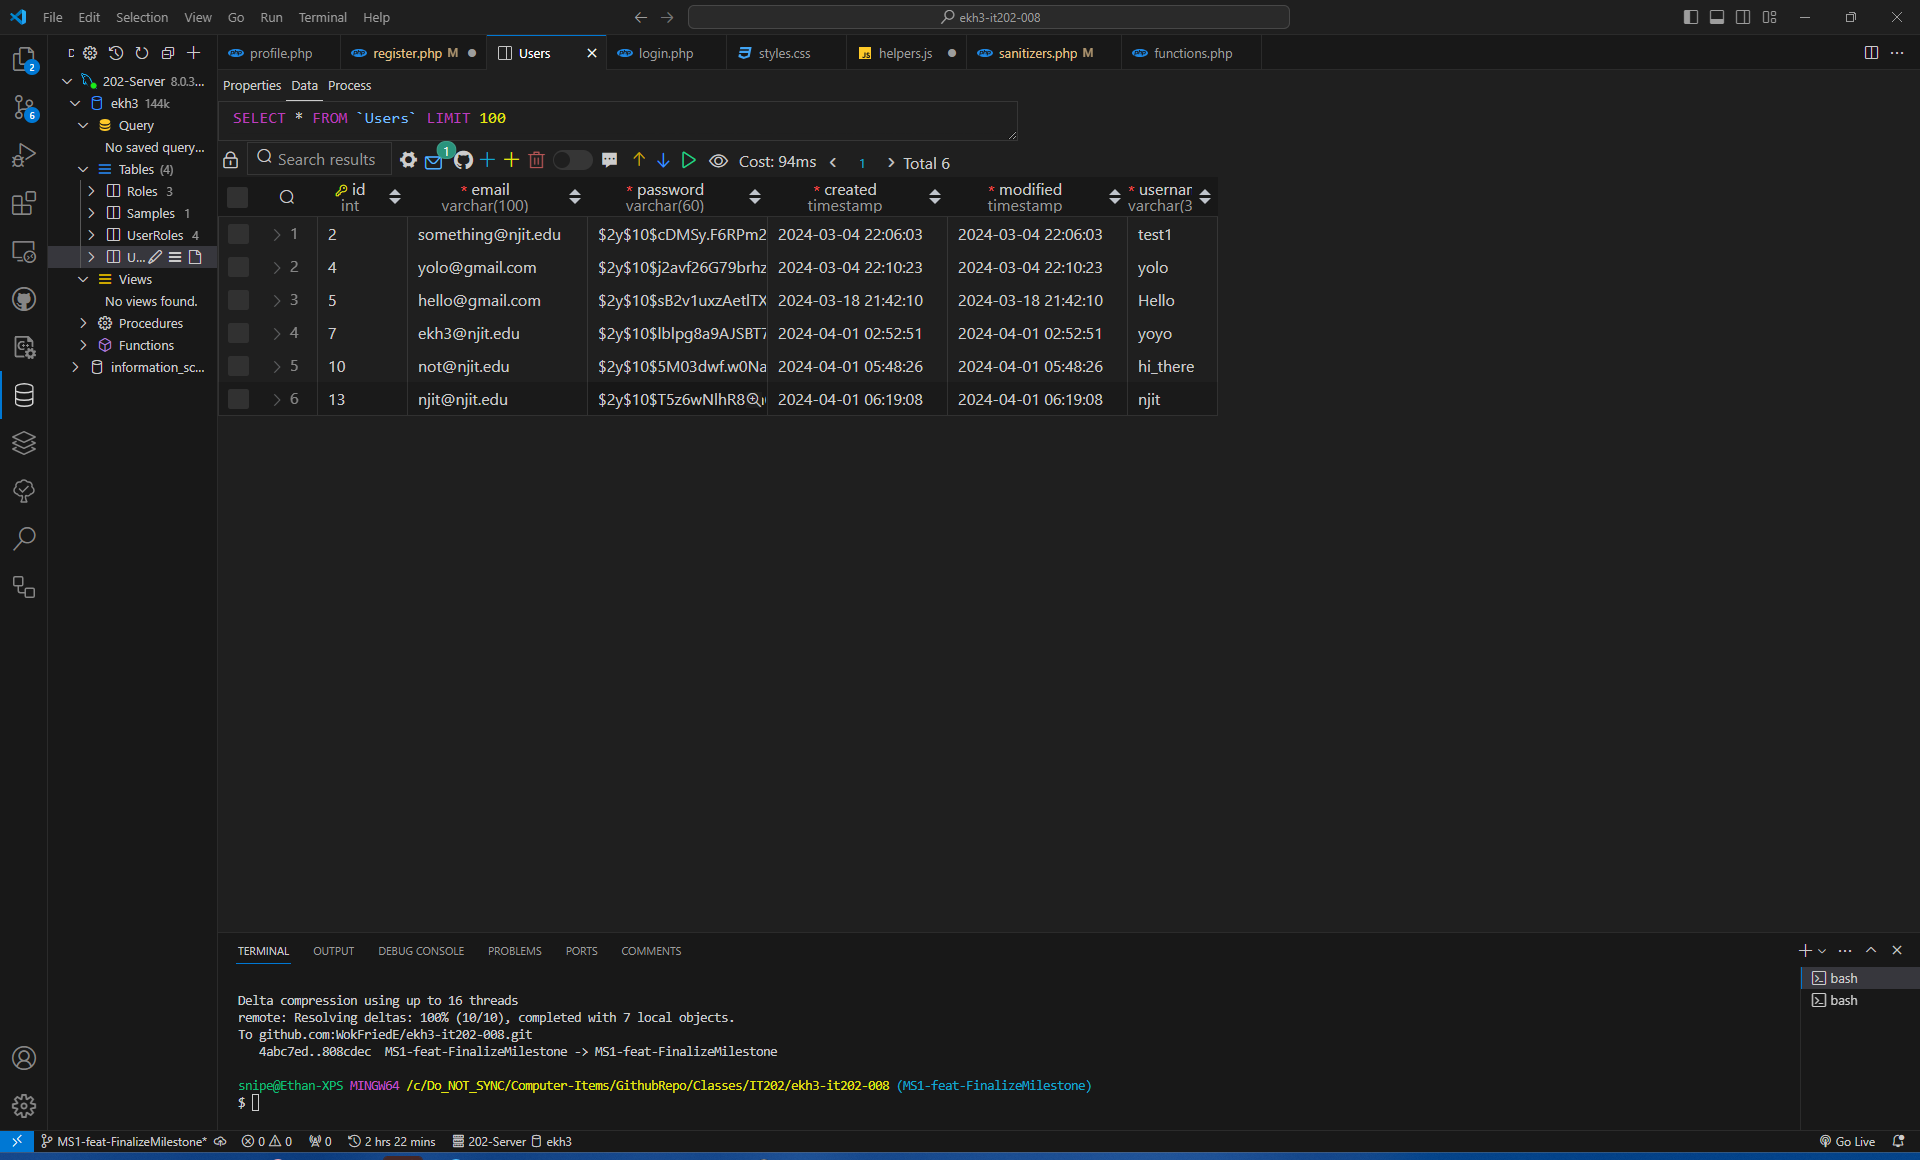 File Edit Selection View Go Run Terminal Help
ekh3-it202-008
profile.php register.php M Users login.php styles.css helpers.js sanitizers.php M functions.php
202-Server 8.0.3...
ekh3 144k
Query
No saved query...
Tables (4)
Roles 3
Samples 1
UserRoles 4
U...
Views
No views found.
Procedures
Functions
information_sc...
2
6
Properties Data Process
SELECT * FROM `Users` LIMIT 100
Search results 1 Cost: 94ms 1 Total 6
id * email * password * created * modified * usernar
int varchar(100) varchar(60) timestamp timestamp varchar(3
1 2 something@njit.edu $2y$10$cDMSy.F6RPm2 2024-03-04 22:06:03 2024-03-04 22:06:03 test1
2 4 yolo@gmail.com $2y$10$j2avf26G79brhz 2024-03-04 22:10:23 2024-03-04 22:10:23 yolo
3 5 hello@gmail.com $2y$10$sB2v1uxzAetlTX 2024-03-18 21:42:10 2024-03-18 21:42:10 Hello
4 7 ekh3@njit.edu $2y$10$lblpg8a9AJSBT7 2024-04-01 02:52:51 2024-04-01 02:52:51 yoyo
5 10 not@njit.edu $2y$10$5M03dwf.w0Na 2024-04-01 05:48:26 2024-04-01 05:48:26 hi_there
6 13 njit@njit.edu $2y$10$T5z6wNlhR8 2024-04-01 06:19:08 2024-04-01 06:19:08 njit
TERMINAL OUTPUT DEBUG CONSOLE PROBLEMS PORTS COMMENTS
bash
bash
Delta compression using up to 16 threads
remote: Resolving deltas: 100% (10/10), completed with 7 local objects.
To github.com:WokFriedE/ekh3-it202-008.git
4abc7ed..808cdec MS1-feat-FinalizeMilestone -> MS1-feat-FinalizeMilestone
snipe@Ethan-XPS MINGW64 /c/Do_NOT_SYNC/Computer-Items/GithubRepo/Classes/IT202/ekh3-it202-008 (MS1-feat-FinalizeMilestone)
$
MS1-feat-FinalizeMilestone* 0 0 0 2 hrs 22 mins 202-Server ekh3 Go Live